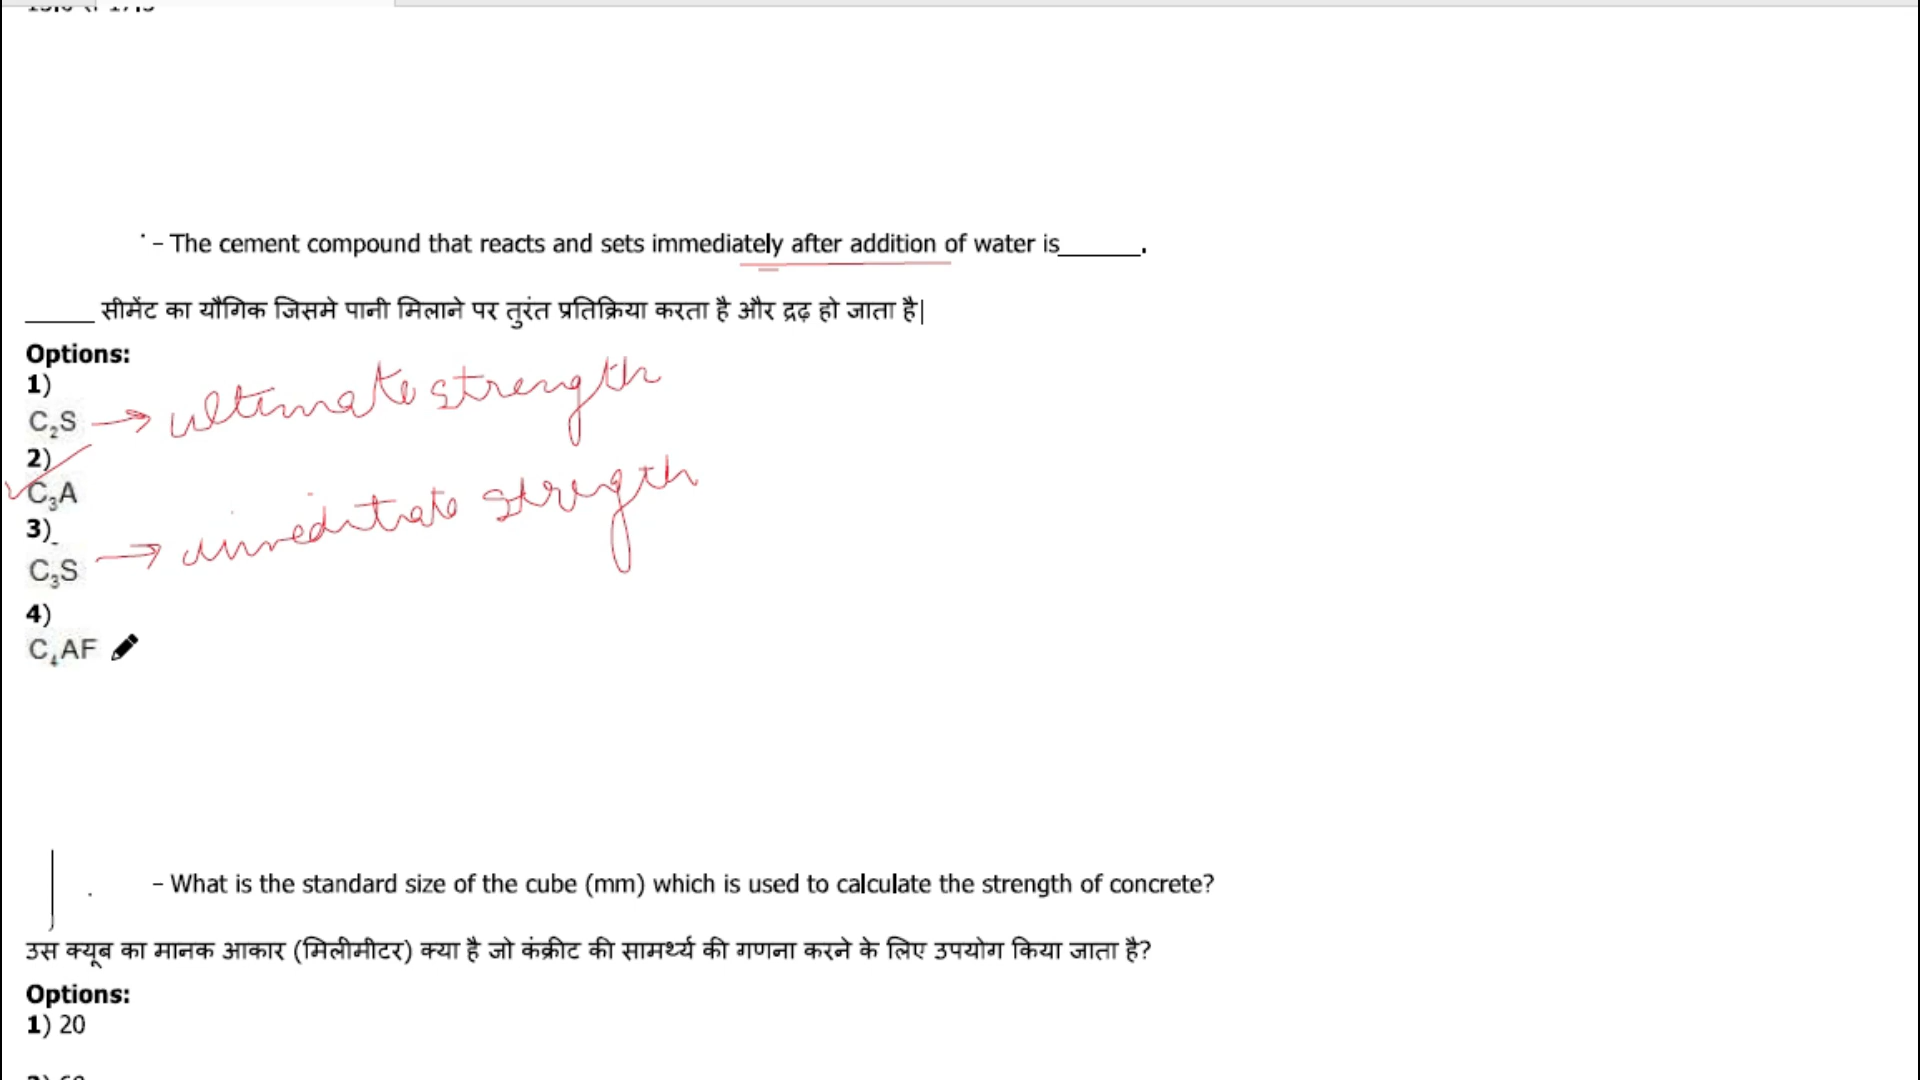 - The cement compound that reacts and sets immediately after addition of water is______.
_____ सीमेंट का यौगिक जिसमे पानी मिलाने पर तुरंत प्रतिक्रिया करता है और द्रढ़ हो जाता है|
Options:
1)
C₂S → ultimate strength
2)
C₃A
3)
C₃S → strength
4)
C₄AF
- What is the standard size of the cube (mm) which is used to calculate the strength of concrete?
उस क्यूब का मानक आकार (मिलीमीटर) क्या है जो कंक्रीट की सामर्थ्य की गणना करने के लिए उपयोग किया जाता है?
Options:
1) 20